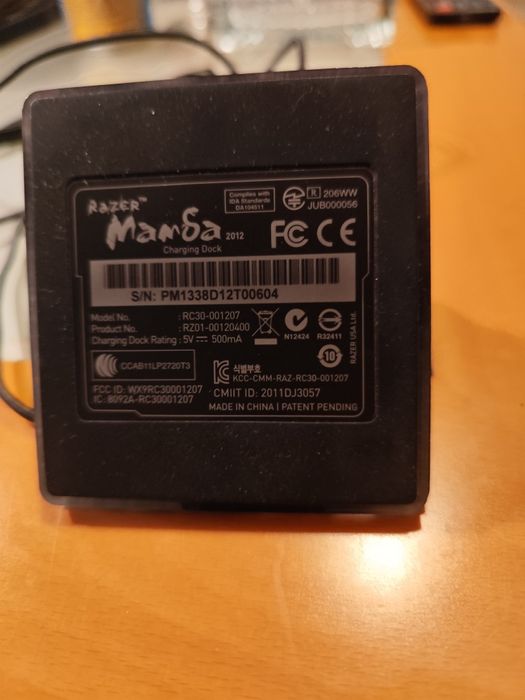 RAZER™
Mamba 2012
Charging Dock
Complies with
IDA Standards
DA104511
R 206WW
JUB000056
FC CE
S/N: PM1338D12T00604
Model No. : RC30-001207
Product No. : RZ01-00120400
Charging Dock Rating : 5V ⎓ 500mA
N12424
R32411
RAZER USA Ltd.
CCAB11LP2720T3
10
식별부호
KCC-CMM-RAZ-RC30-001207
FCC ID: WX9RC30001207
IC: 8092A-RC30001207
CMIIT ID: 2011DJ3057
MADE IN CHINA | PATENT PENDING